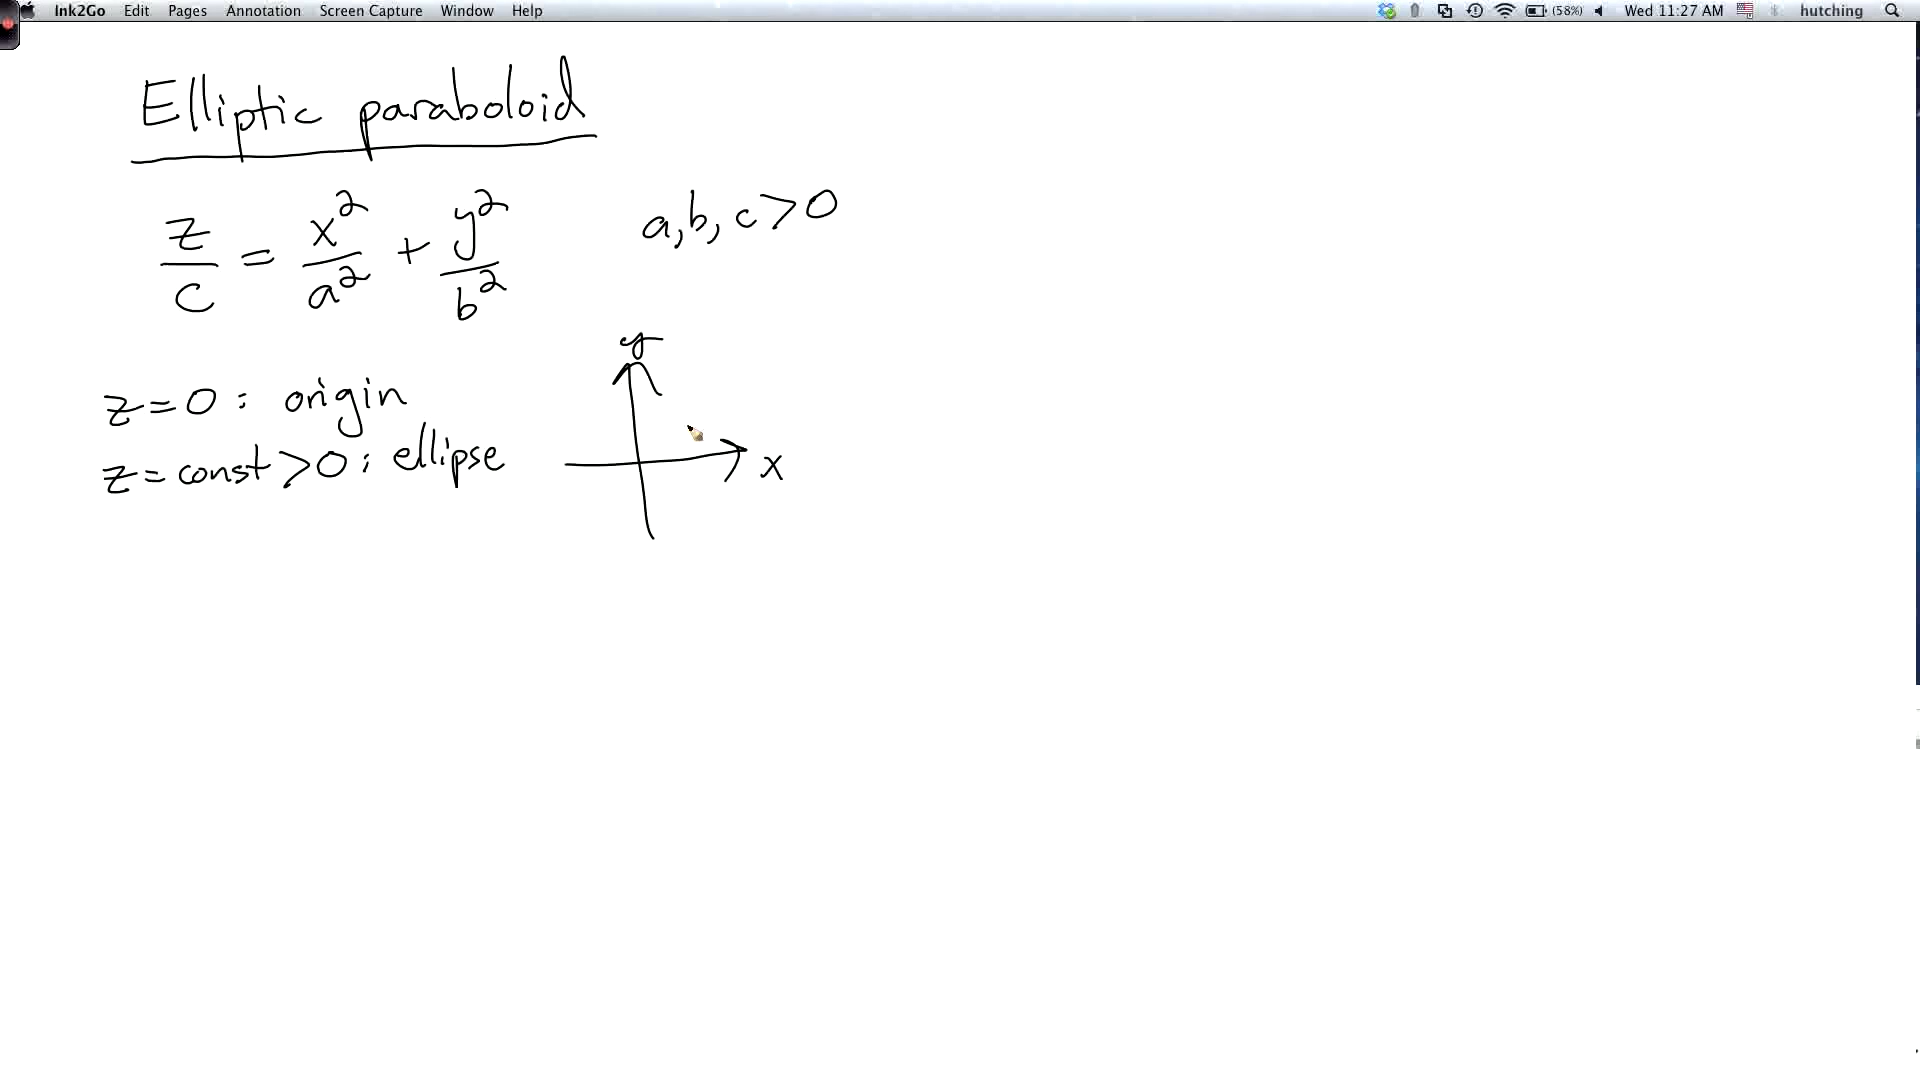 Ink2Go Edit Pages Annotation Screen Capture Window Help (58%) Wed 11:27 AM hutching
Elliptic paraboloid
z/c = x²/a² + y²/b² a, b, c > 0
y
z = 0 : origin
z = const > 0 : ellipse
x